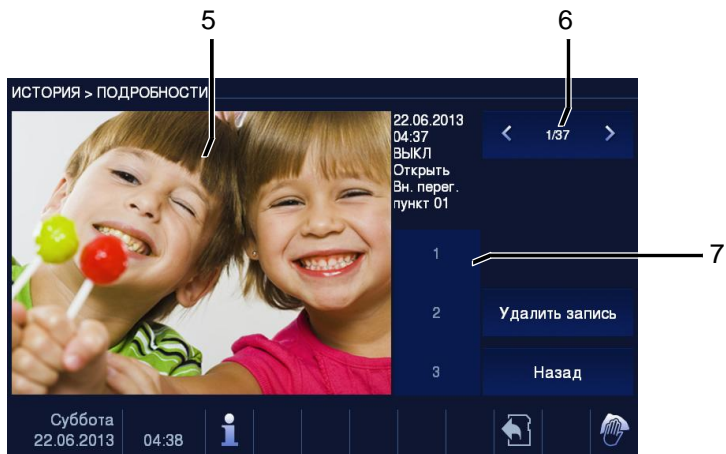 5
6
ИСТОРИЯ > ПОДРОБНОСТИ
22.06.2013
04:37
ВЫКЛ
Открыть
Вн. перег.
пункт 01
< 1/37 >
1
7
2
Удалить запись
3
Назад
Суббота
22.06.2013
04:38
i